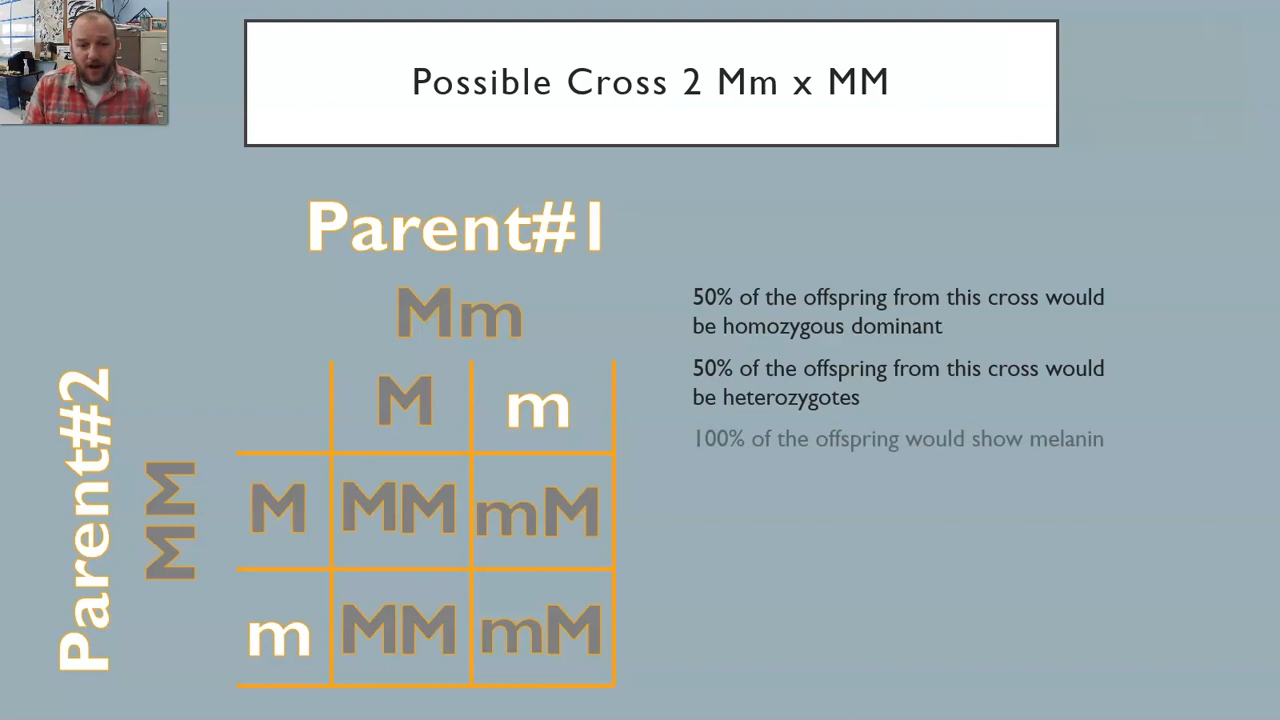 Possible Cross 2 Mm x MM
Parent#1
Mm
Parent#2
MM
M m
M MM mM
m MM mM
50% of the offspring from this cross would
be homozygous dominant
50% of the offspring from this cross would
be heterozygotes
100% of the offspring would show melanin